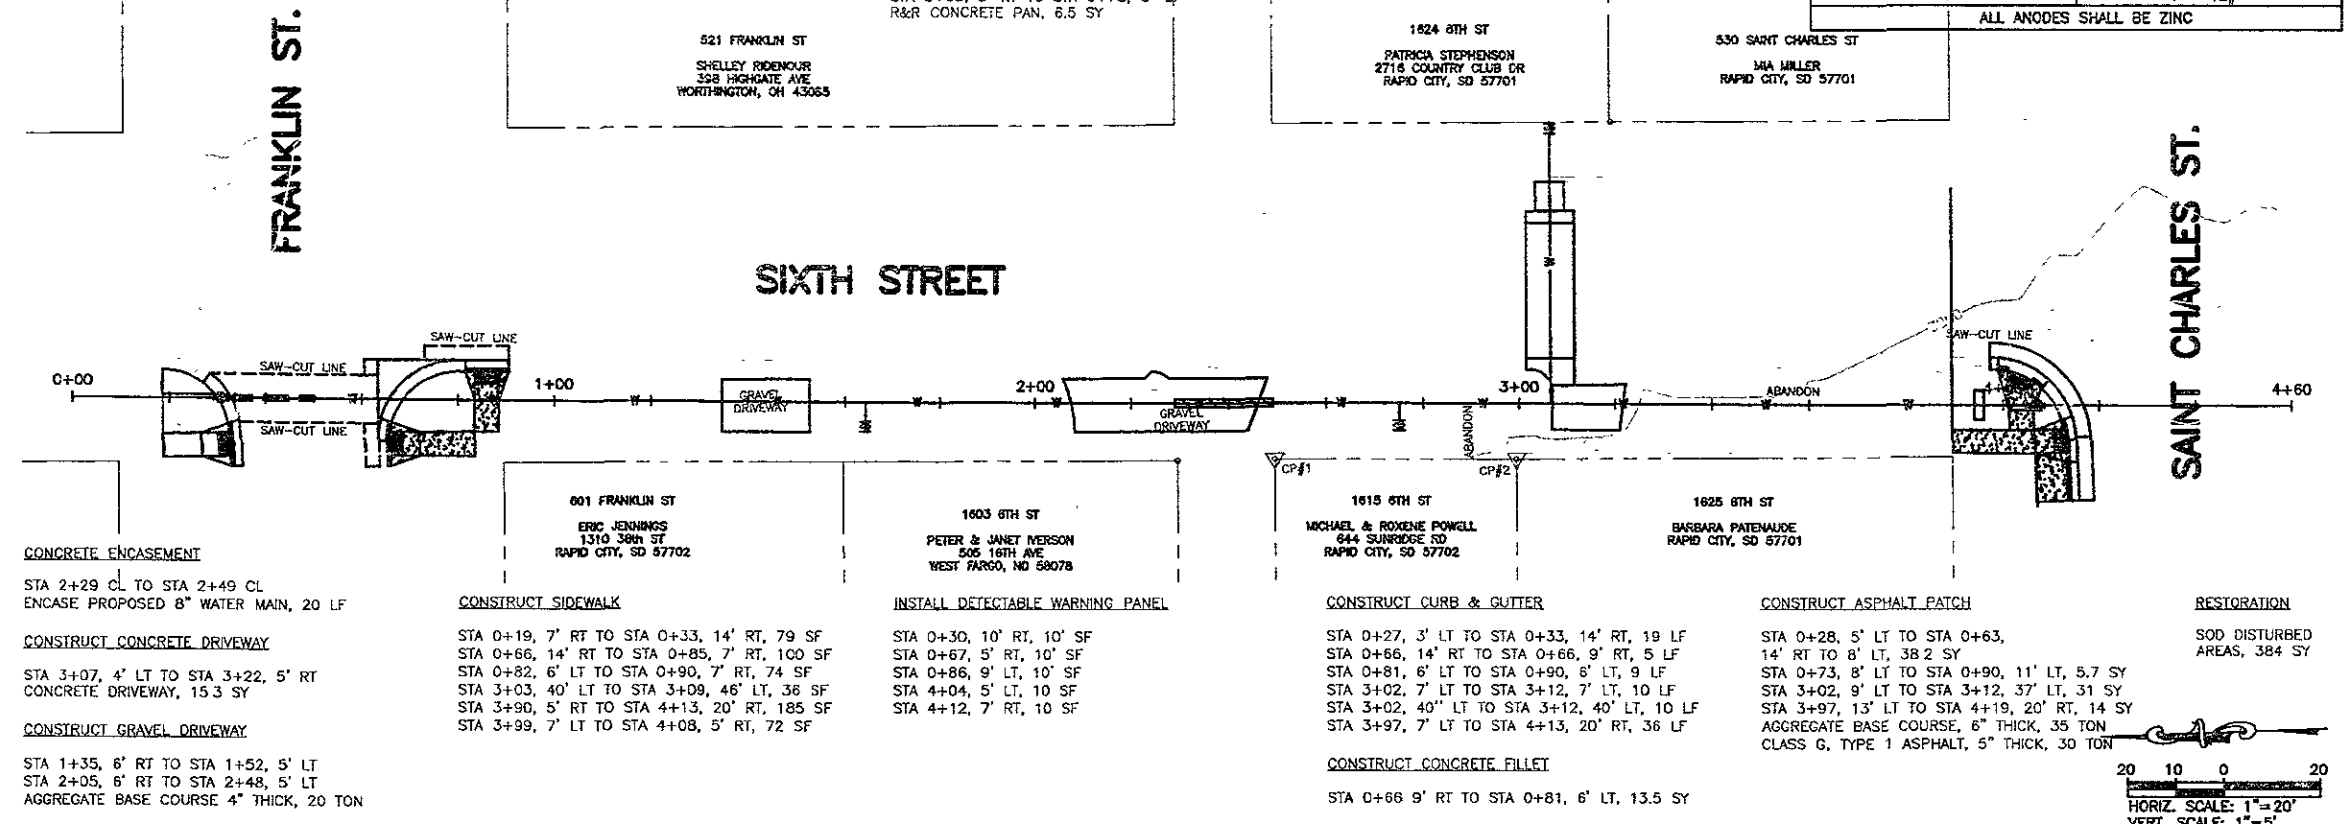 R&R CONCRETE PAN, 6.5 SY
ALL ANODES SHALL BE ZINC
FRANKLIN ST.
521 FRANKLIN ST
SHELLEY RIDENOUR
398 HIGHGATE AVE
WORTHINGTON, OH 43085
1624 6TH ST
PATRICIA STEPHENSON
2716 COUNTRY CLUB DR
RAPID CITY, SD 57701
530 SAINT CHARLES ST
MIA MILLER
RAPID CITY, SD 57701
SAINT CHARLES ST.
SIXTH STREET
SAW-CUT LINE
SAW-CUT LINE
SAW-CUT LINE
SAW-CUT LINE
0+00
1+00
2+00
3+00
4+60
GRAVEL
DRIVEWAY
GRAVEL
DRIVEWAY
ABANDON
ABANDON
CP#1
CP#2
601 FRANKLIN ST
ERIC JENNINGS
1310 38th ST
RAPID CITY, SD 57702
1603 6TH ST
PETER & JANET IVERSON
505 16TH AVE
WEST FARGO, ND 58078
1615 6TH ST
MICHAEL & ROXENE POWELL
644 SUNRIDGE RD
RAPID CITY, SD 57702
1625 6TH ST
BARBARA PATENAUDE
RAPID CITY, SD 57701
CONCRETE ENCASEMENT
STA 2+29 CL TO STA 2+49 CL
ENCASE PROPOSED 8" WATER MAIN, 20 LF
CONSTRUCT CONCRETE DRIVEWAY
STA 3+07, 4' LT TO STA 3+22, 5' RT
CONCRETE DRIVEWAY, 15.3 SY
CONSTRUCT GRAVEL DRIVEWAY
STA 1+35, 6' RT TO STA 1+52, 5' LT
STA 2+05, 6' RT TO STA 2+48, 5' LT
AGGREGATE BASE COURSE 4" THICK, 20 TON
CONSTRUCT SIDEWALK
STA 0+19, 7' RT TO STA 0+33, 14' RT, 79 SF
STA 0+66, 14' RT TO STA 0+85, 7' RT, 100 SF
STA 0+82, 6' LT TO STA 0+90, 7' RT, 74 SF
STA 3+03, 40' LT TO STA 3+09, 46' LT, 36 SF
STA 3+90, 5' RT TO STA 4+13, 20' RT, 185 SF
STA 3+99, 7' LT TO STA 4+08, 5' RT, 72 SF
INSTALL DETECTABLE WARNING PANEL
STA 0+30, 10' RT, 10' SF
STA 0+67, 5' RT, 10' SF
STA 0+86, 9' LT, 10' SF
STA 4+04, 5' LT, 10 SF
STA 4+12, 7' RT, 10 SF
CONSTRUCT CURB & GUTTER
STA 0+27, 3' LT TO STA 0+33, 14' RT, 19 LF
STA 0+66, 14' RT TO STA 0+66, 9' RT, 5 LF
STA 0+81, 6' LT TO STA 0+90, 6' LT, 9 LF
STA 3+02, 7' LT TO STA 3+12, 7' LT, 10 LF
STA 3+02, 40" LT TO STA 3+12, 40' LT, 10 LF
STA 3+97, 7' LT TO STA 4+13, 20' RT, 36 LF
CONSTRUCT CONCRETE FILLET
STA 0+66 9' RT TO STA 0+81, 6' LT, 13.5 SY
CONSTRUCT ASPHALT PATCH
STA 0+28, 5' LT TO STA 0+63,
14' RT TO 8' LT, 38.2 SY
STA 0+73, 8' LT TO STA 0+90, 11' LT, 5.7 SY
STA 3+02, 9' LT TO STA 3+12, 37' LT, 31 SY
STA 3+97, 13' LT TO STA 4+19, 20' RT, 14 SY
AGGREGATE BASE COURSE, 6" THICK, 35 TON
CLASS G, TYPE 1 ASPHALT, 5" THICK, 30 TON
RESTORATION
SOD DISTURBED
AREAS, 384 SY
20 10 0 20
HORIZ. SCALE: 1"=20'
VERT. SCALE: 1"=5'